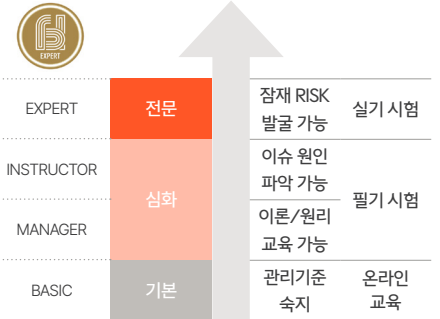 EXPERT
EXPERT
전문
잠재 RISK
발굴 가능
실기 시험
INSTRUCTOR
심화
이슈 원인
파악 가능
필기 시험
MANAGER
이론/원리
교육 가능
BASIC
기본
관리기준
숙지
온라인
교육